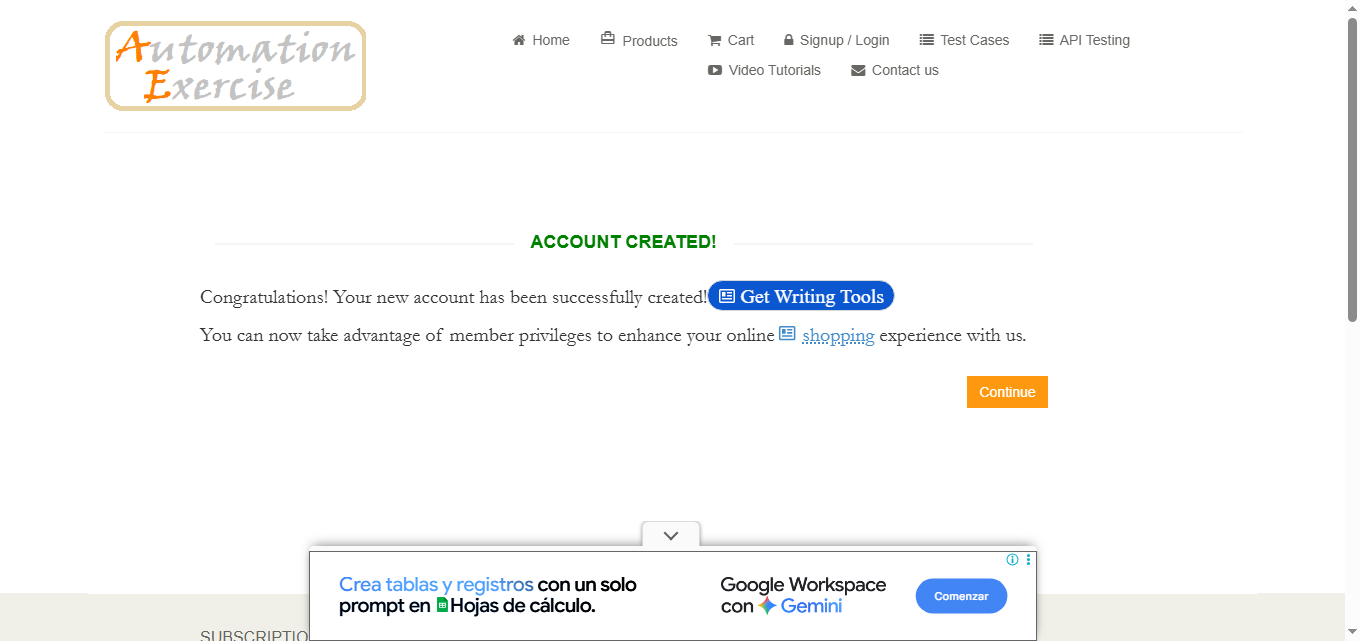 Automation
Exercise
Home Products Cart Signup / Login Test Cases API Testing
Video Tutorials Contact us
ACCOUNT CREATED!
Congratulations! Your new account has been successfully created! Get Writing Tools
You can now take advantage of member privileges to enhance your online shopping experience with us.
Continue
Crea tablas y registros con un solo
prompt en Hojas de cálculo.
Google Workspace
con Gemini
Comenzar